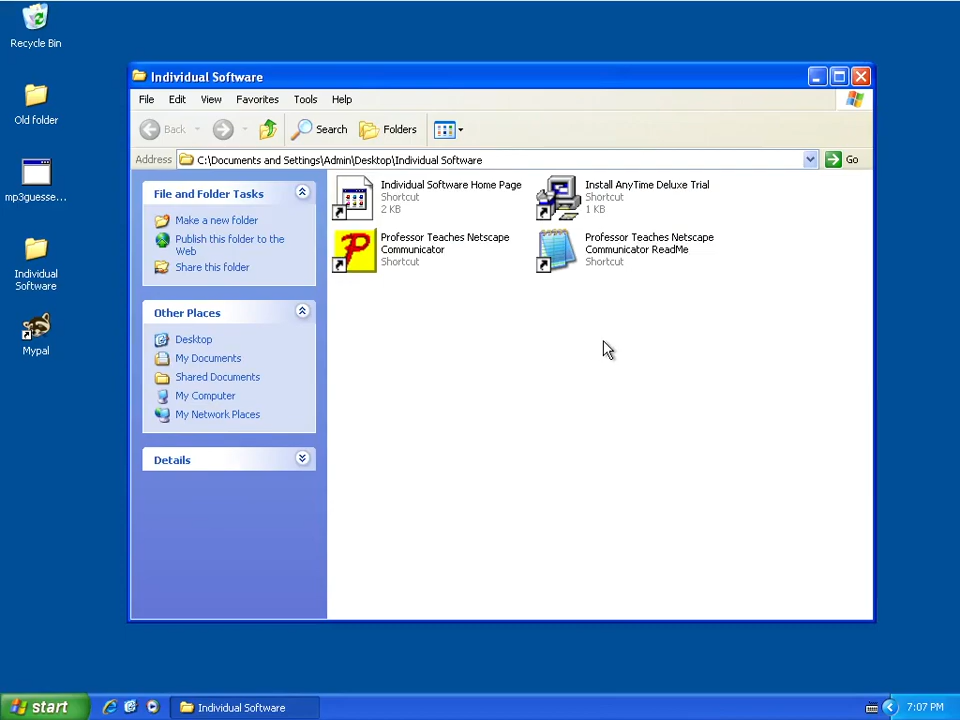 Recycle Bin
Old folder
mp3guesse...
Individual
Software
Mypal
Individual Software
File Edit View Favorites Tools Help
Back Search Folders
Address C:\Documents and Settings\Admin\Desktop\Individual Software Go
File and Folder Tasks
Make a new folder
Publish this folder to the
Web
Share this folder
Other Places
Desktop
My Documents
Shared Documents
My Computer
My Network Places
Details
Individual Software Home Page
Shortcut
2 KB
Install AnyTime Deluxe Trial
Shortcut
1 KB
Professor Teaches Netscape
Communicator
Shortcut
Professor Teaches Netscape
Communicator ReadMe
Shortcut
start Individual Software 7:07 PM